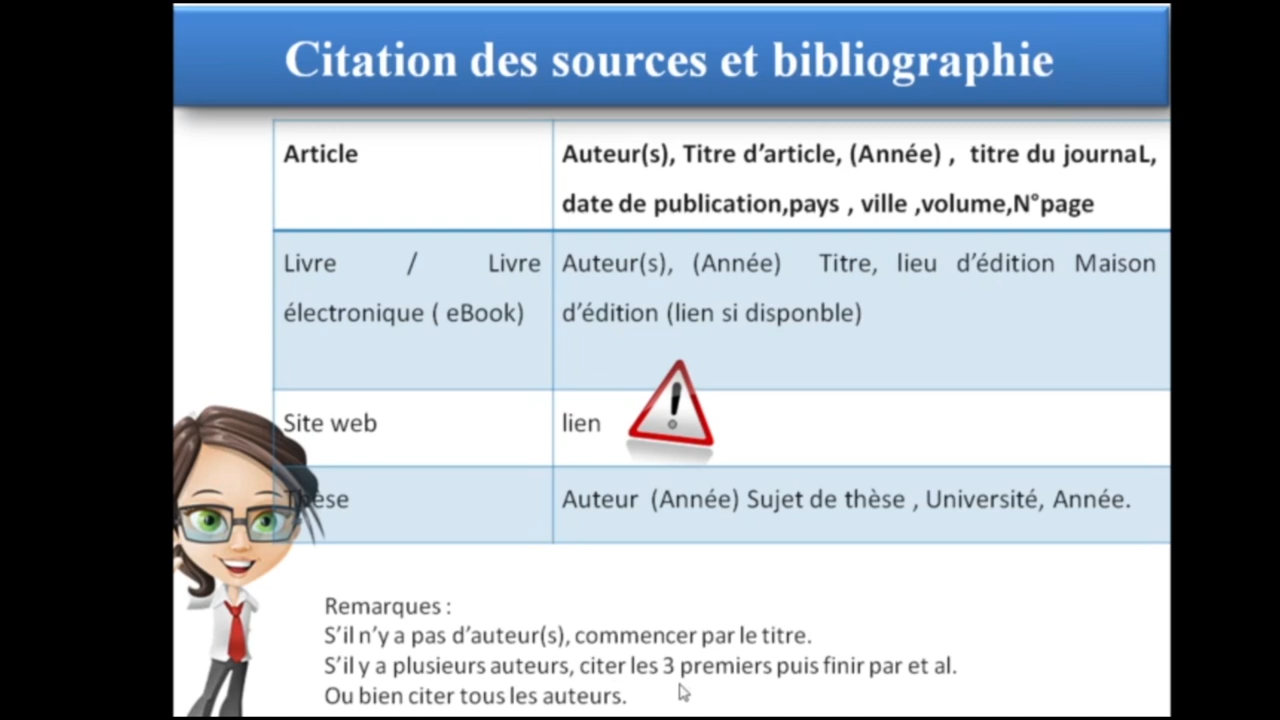 Citation des sources et bibliographie
Article
Auteur(s), Titre d'article, (Année) , titre du journaL,
date de publication,pays , ville ,volume,N°page
Livre / Livre
électronique ( eBook)
Auteur(s), (Année) Titre, lieu d'édition Maison
d'édition (lien si disponble)
Site web
lien
Thèse
Auteur (Année) Sujet de thèse , Université, Année.
Remarques :
S'il n'y a pas d'auteur(s), commencer par le titre.
S'il y a plusieurs auteurs, citer les 3 premiers puis finir par et al.
Ou bien citer tous les auteurs.